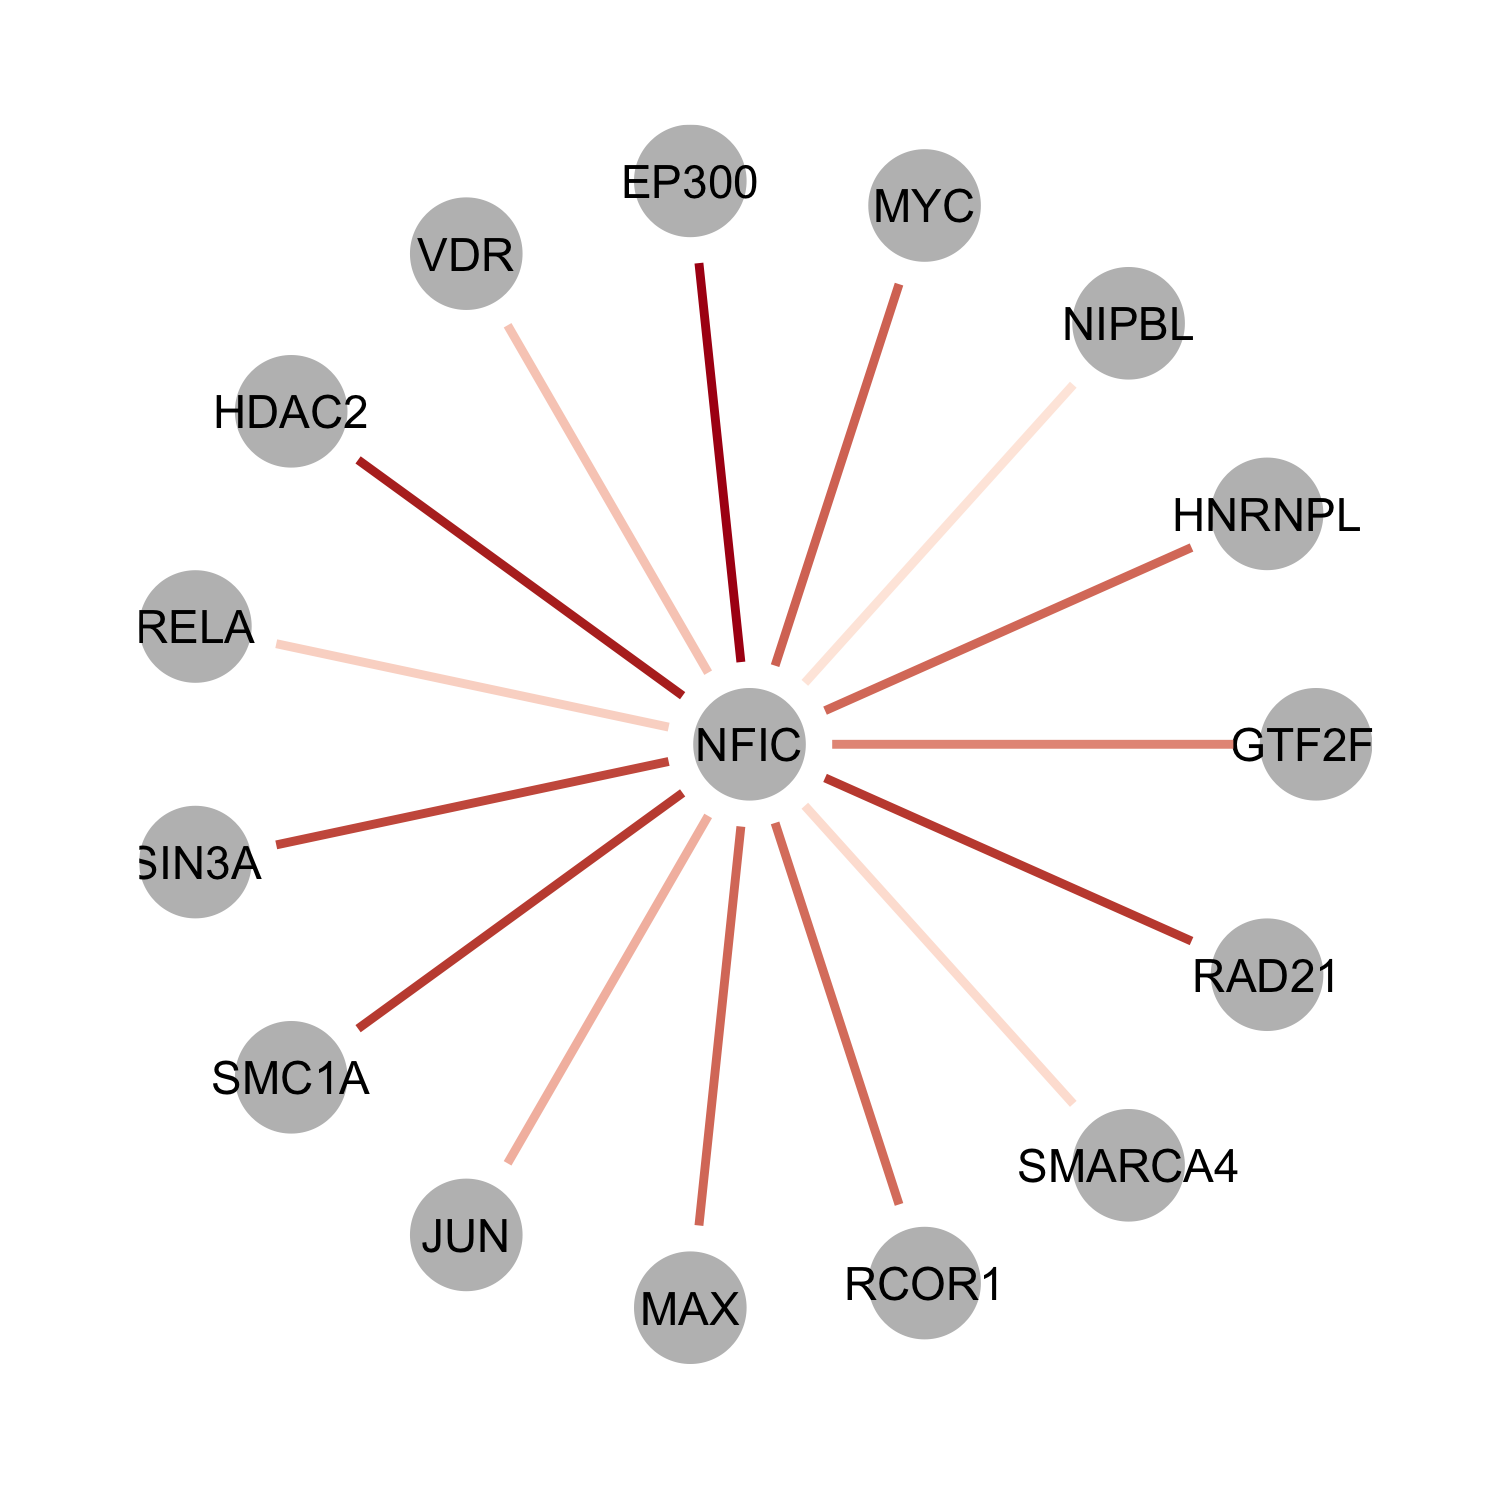 EP300
MYC
VDR
NIPBL
HDAC2
HNRNPL
RELA
NFIC
GTF2F
SIN3A
RAD21
SMC1A
SMARCA4
JUN
RCOR1
MAX